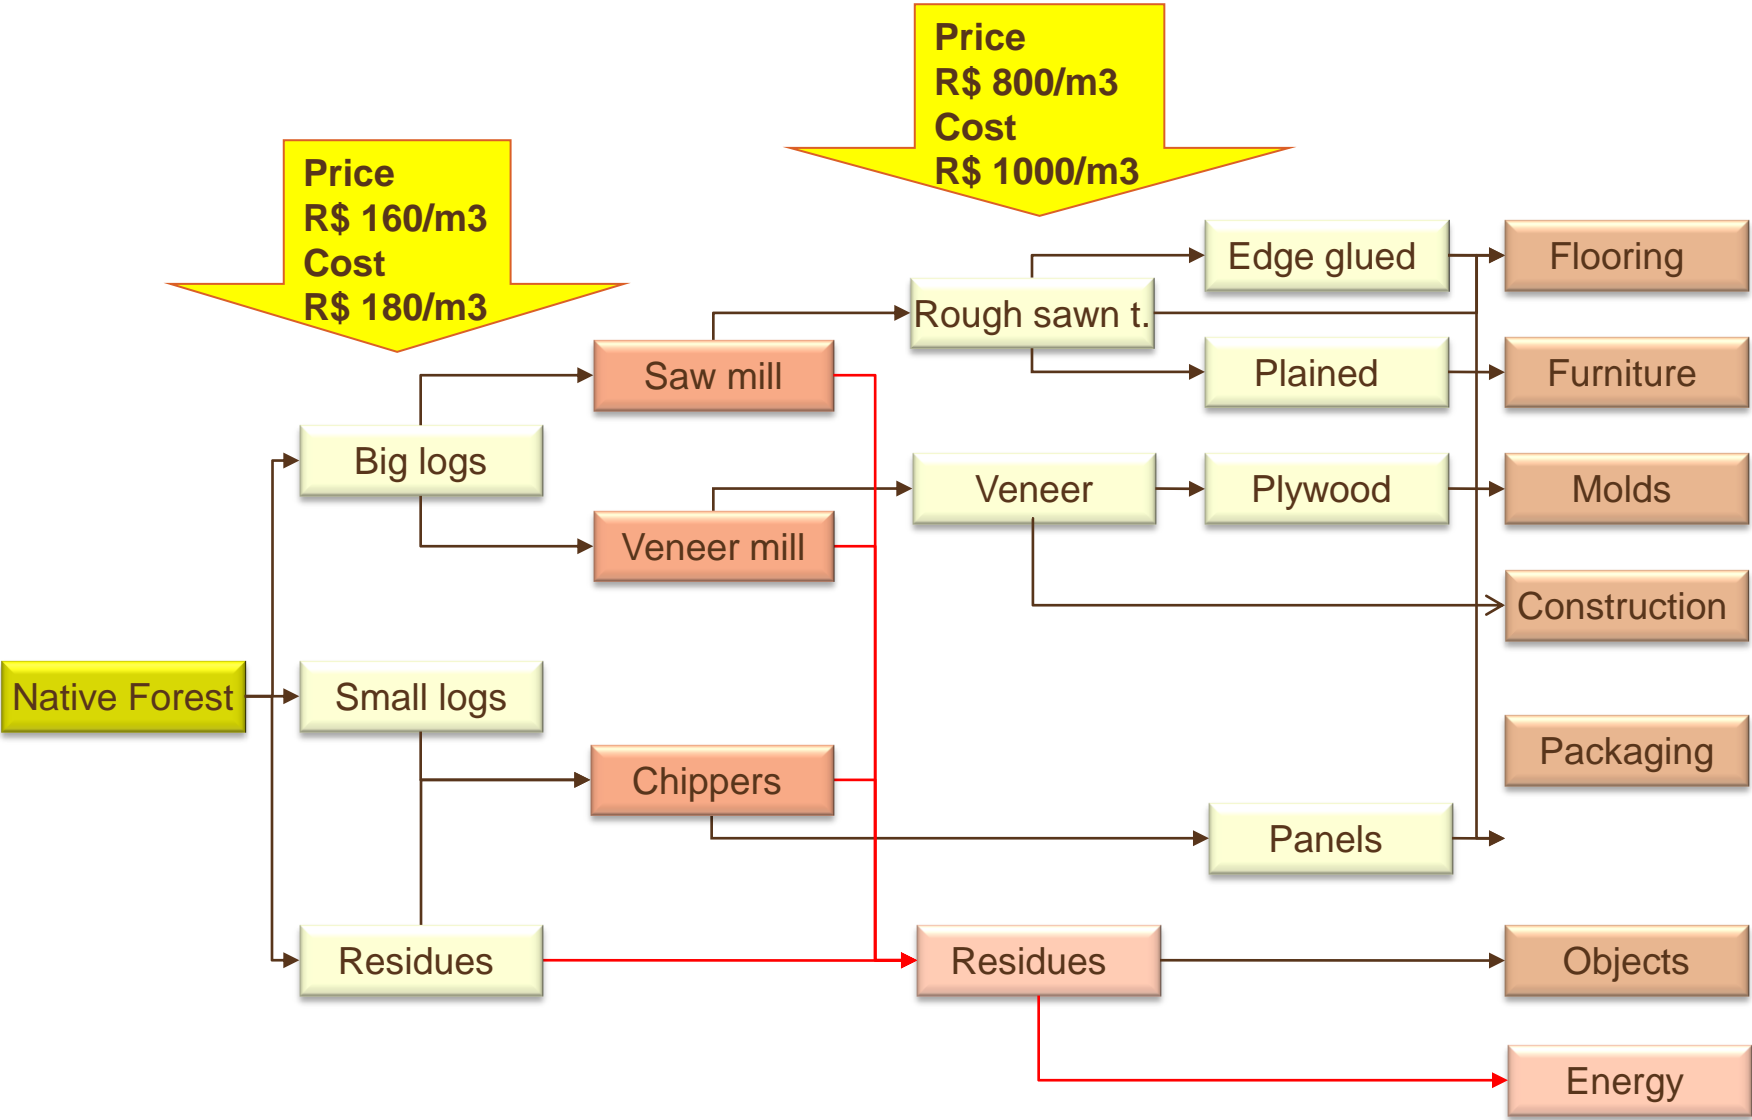 Price
R$ 800/m3
Cost
R$ 1000/m3
Price
R$ 160/m3
Cost
R$ 180/m3
Edge glued
Flooring
Rough sawn t.
Saw mill
Plained
Furniture
Big logs
Veneer
Plywood
Molds
Veneer mill
Construction
Native Forest
Small logs
Packaging
Chippers
Panels
Residues
Residues
Objects
Energy